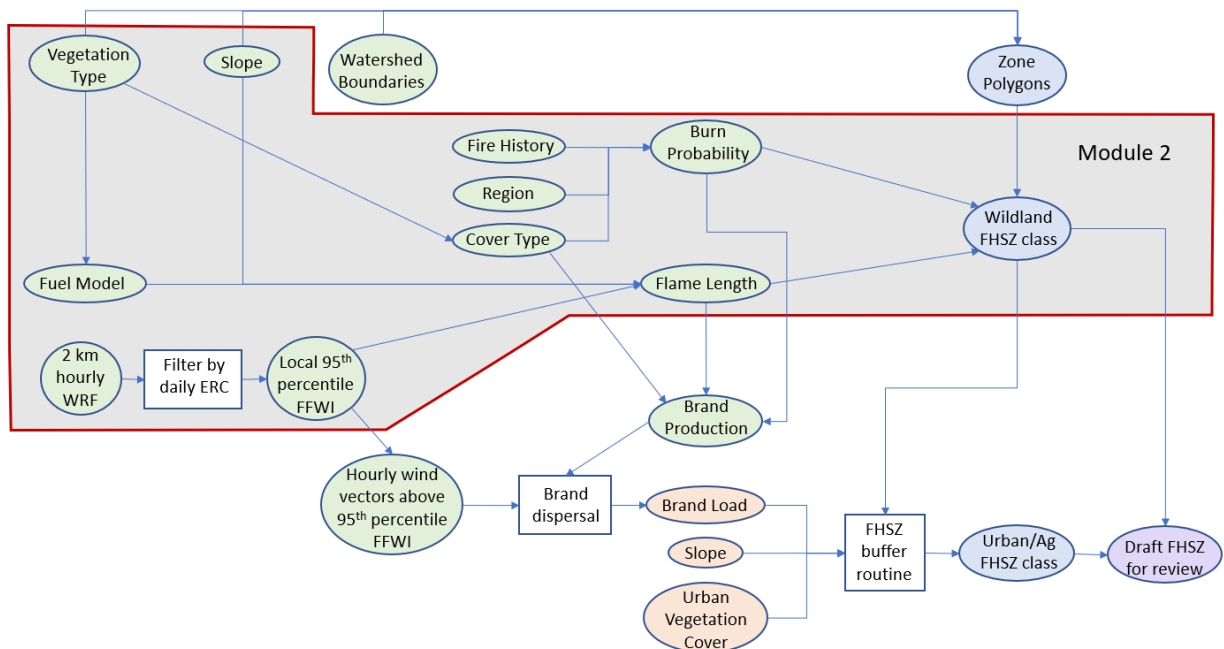 Vegetation
Type
Slope
Watershed
Boundaries
Zone
Polygons
Fire History
Burn
Probability
Module 2
Region
Cover Type
Wildland
FHSZ class
Fuel Model
Flame Length
2 km
hourly
WRF
Filter by
daily ERC
Local 95th
percentile
FFWI
Brand
Production
Hourly wind
vectors above
95th percentile
FFWI
Brand
dispersal
Brand Load
Slope
Urban
Vegetation
Cover
FHSZ
buffer
routine
Urban/Ag
FHSZ class
Draft FHSZ
for review